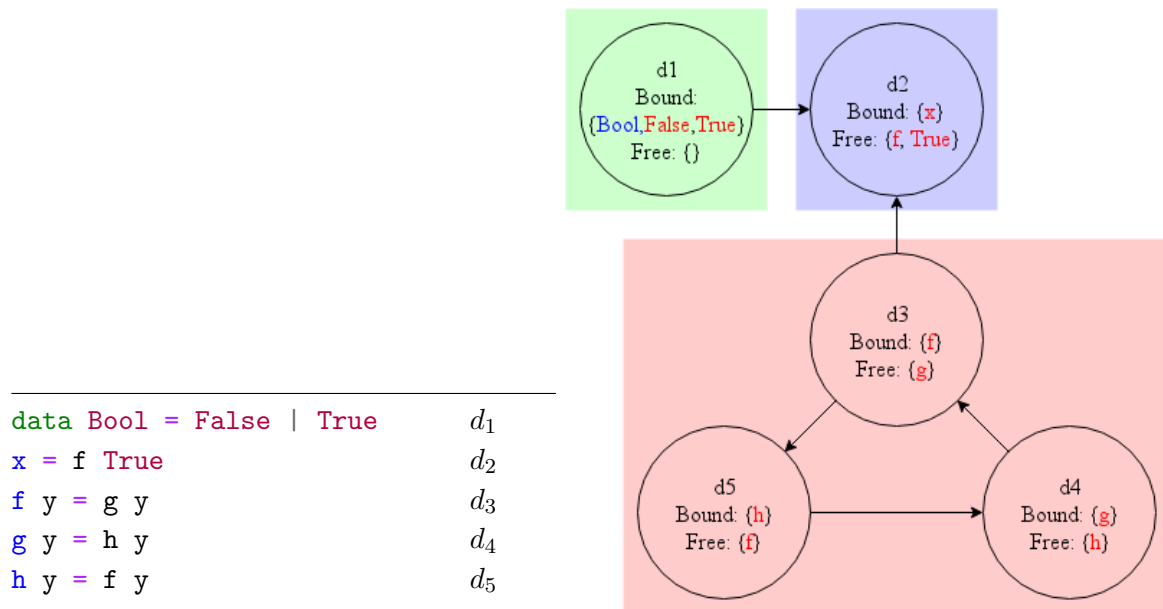 d1
Bound:
{Bool,False,True}
Free: {}
d2
Bound: {x}
Free: {f, True}
d3
Bound: {f}
Free: {g}
d5
Bound: {h}
Free: {f}
d4
Bound: {g}
Free: {h}
data Bool = False | True d₁
x = f True d₂
f y = g y d₃
g y = h y d₄
h y = f y d₅